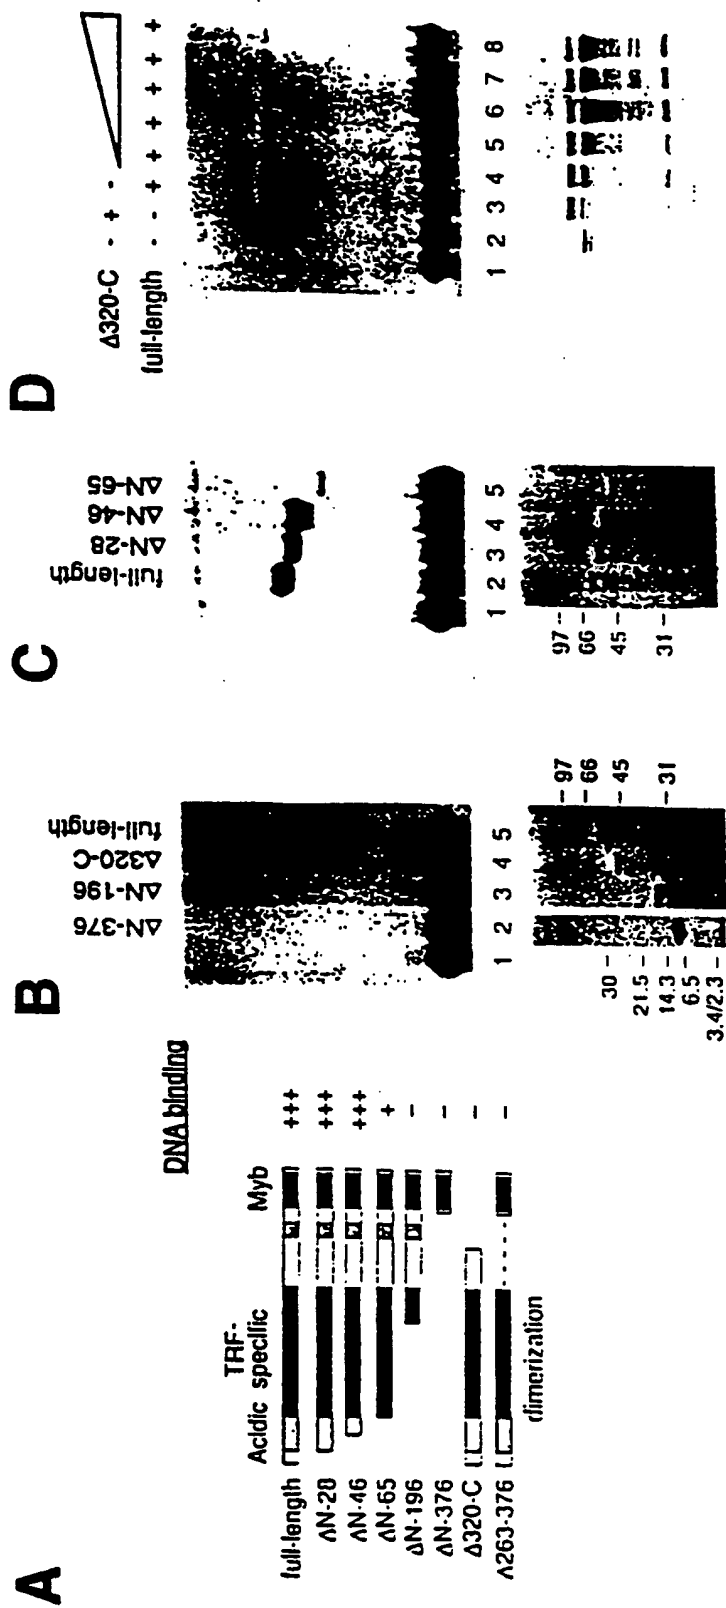 A
DNA binding
TRF-
Acidic specific Myb
full-length +++
ΔN-28 +++
ΔN-46 +++
ΔN-65 +
ΔN-196 –
ΔN-376 –
Δ320-C –
Δ263-376 –
dimerization
B
ΔN-376
ΔN-196
Δ320-C
full-length
1 2 3 4 5
30 –
21.5 –
14.3 –
6.5 –
3.4/2.3 –
– 97
– 66
– 45
– 31
C
full-length
ΔN-28
ΔN-46
ΔN-65
1 2 3 4 5
97 –
66 –
45 –
31 –
D
Δ320-C - + -
full-length - - + + + + +
1 2 3 4 5 6 7 8